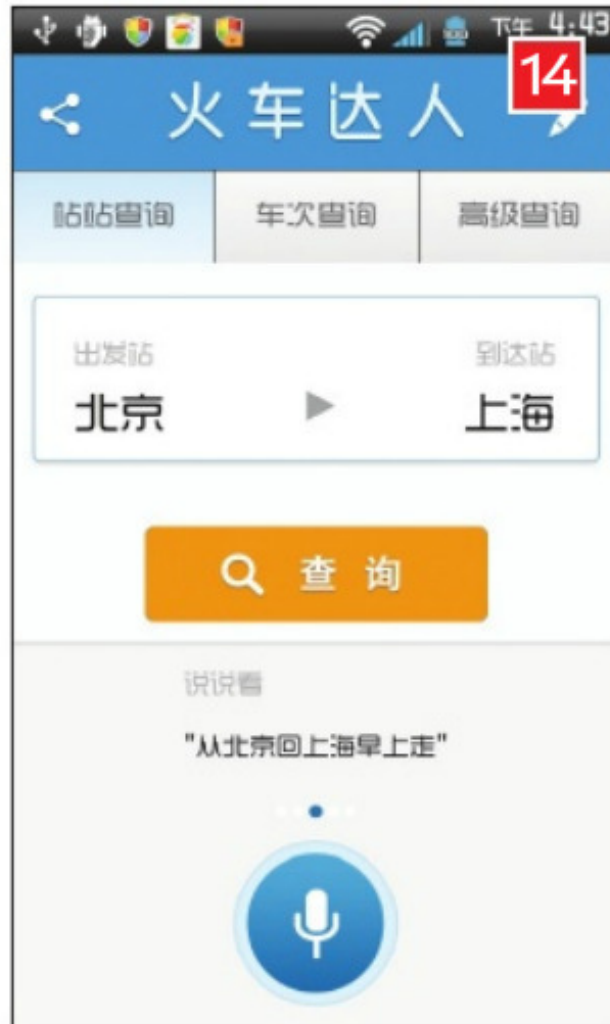 下午 4:43
14
火车达人
站站查询 车次查询 高级查询
出发站 到达站
北京 上海
查询
说说看
"从北京回上海早上走"